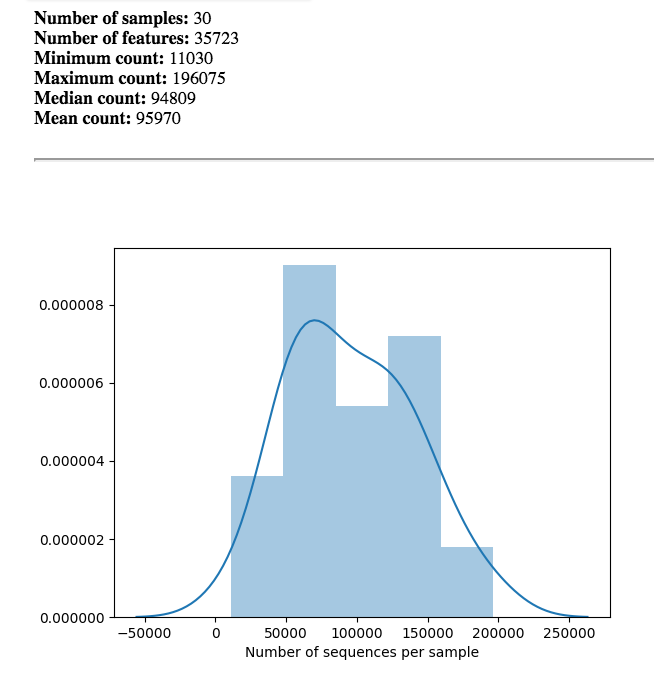 Number of samples: 30
Number of features: 35723
Minimum count: 11030
Maximum count: 196075
Median count: 94809
Mean count: 95970
0.000008
0.000006
0.000004
0.000002
0.000000
−50000 0 50000 100000 150000 200000 250000
Number of sequences per sample